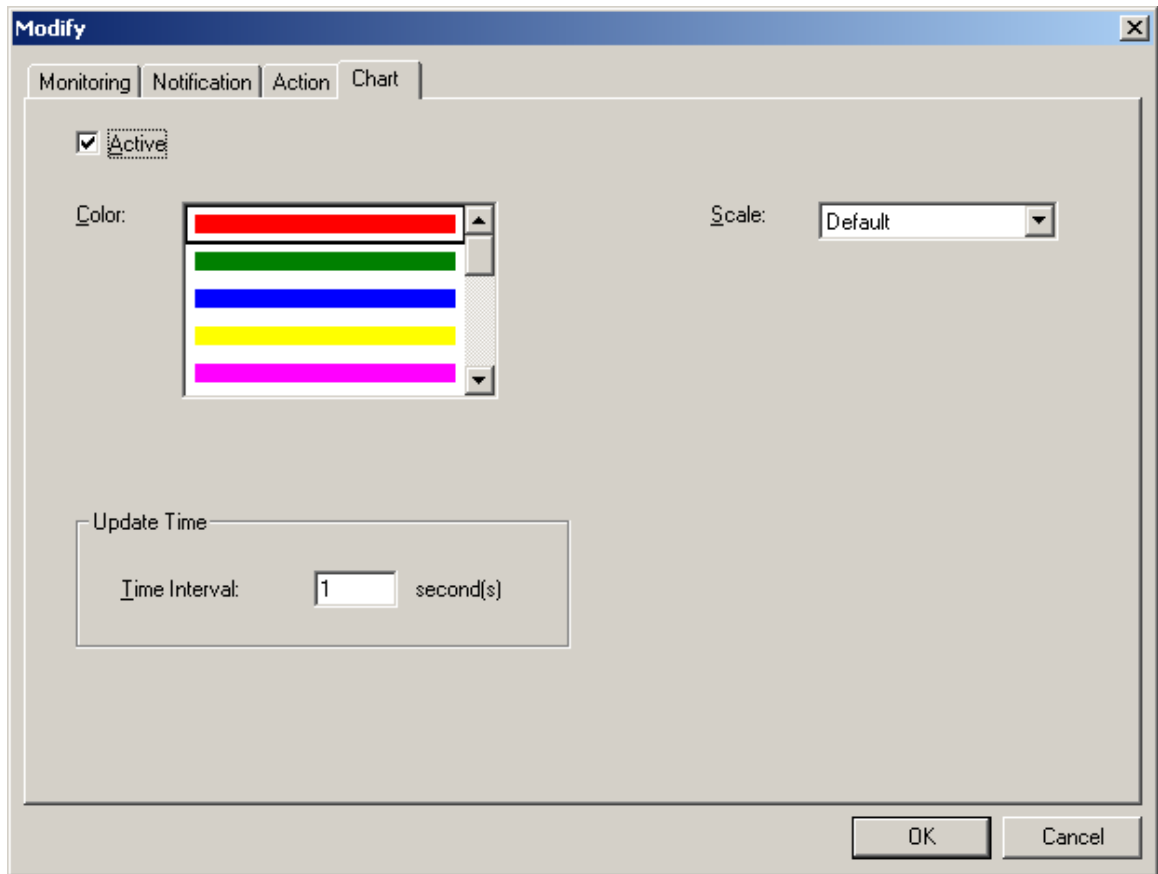 Modify
Monitoring Notification Action Chart
Active
Color: Scale: Default
Update Time
Time Interval: 1 second(s)
OK Cancel